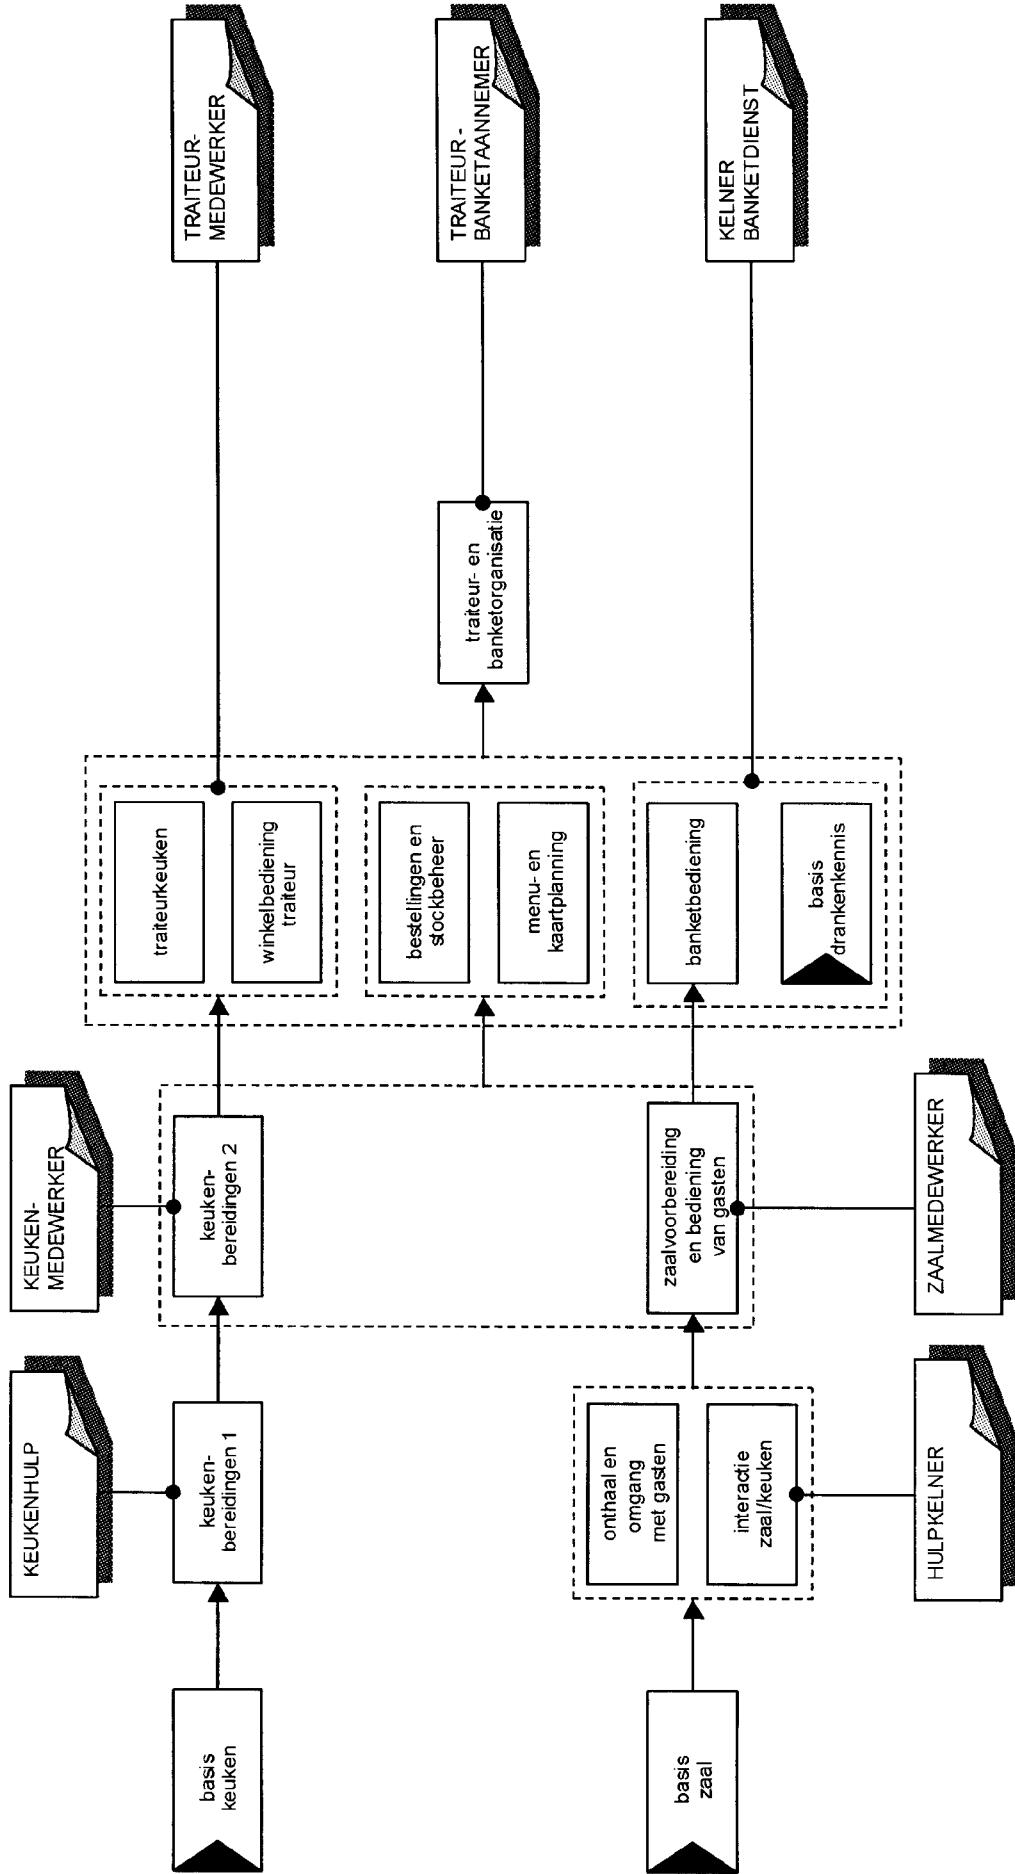 KEUKENHULP
KEUKEN-
MEDEWERKER
TRAITEUR-
MEDEWERKER
basis
keuken
keuken-
bereidingen 1
keuken-
bereidingen 2
traiteurkeuken
winkelbediening
traiteur
bestellingen en
stockbeheer
menu- en
kaartplanning
traiteur- en
banketorganisatie
TRAITEUR -
BANKETAANNEMER
basis
zaal
onthaal en
omgang
met gasten
interactie
zaal/keuken
zaalvoorbereiding
en bediening
van gasten
banketbediening
basis
drankenkennis
KELNER
BANKETDIENST
HULPKELNER
ZAALMEDEWERKER